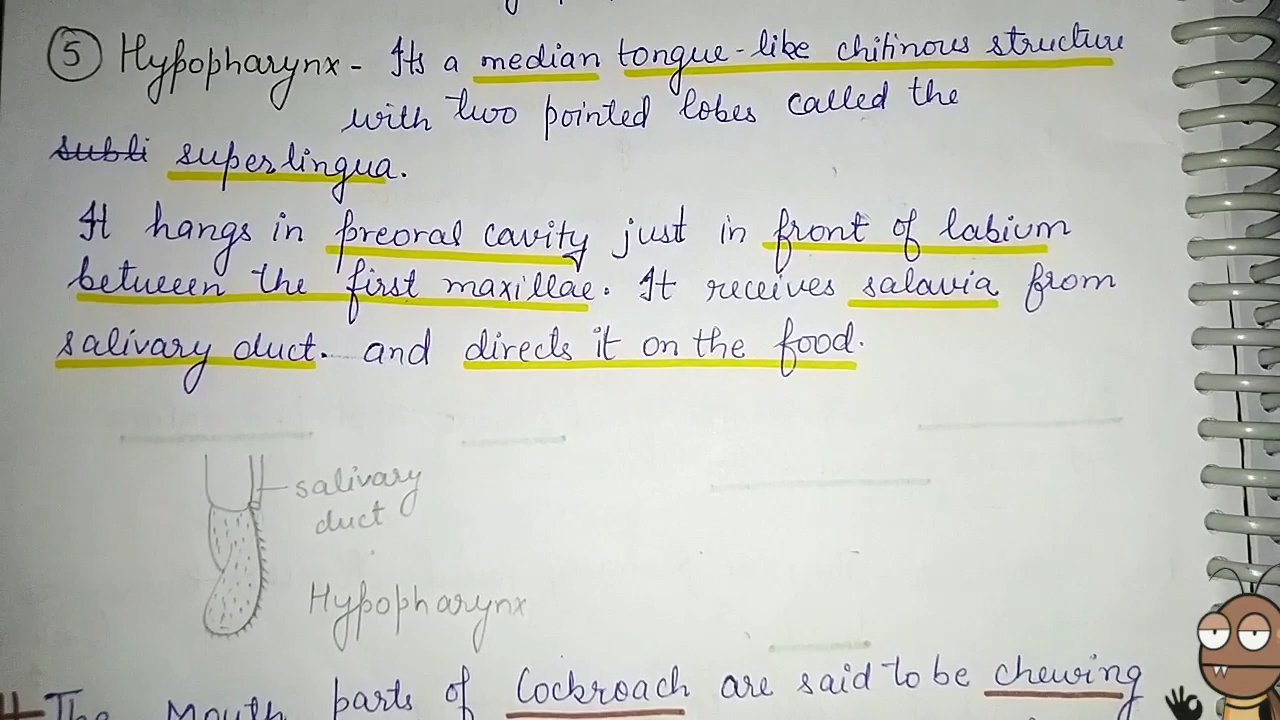 5 Hypopharynx - Its a median tongue-like chitinous structure
with two pointed lobes called the
subli superlingua.
It hangs in preoral cavity just in front of labium
between the first maxillae. It receives salavia from
salivary duct. and directs it on the food.
salivary
duct
Hypopharynx
# The Mouth parts of Cockroach are said to be chewing